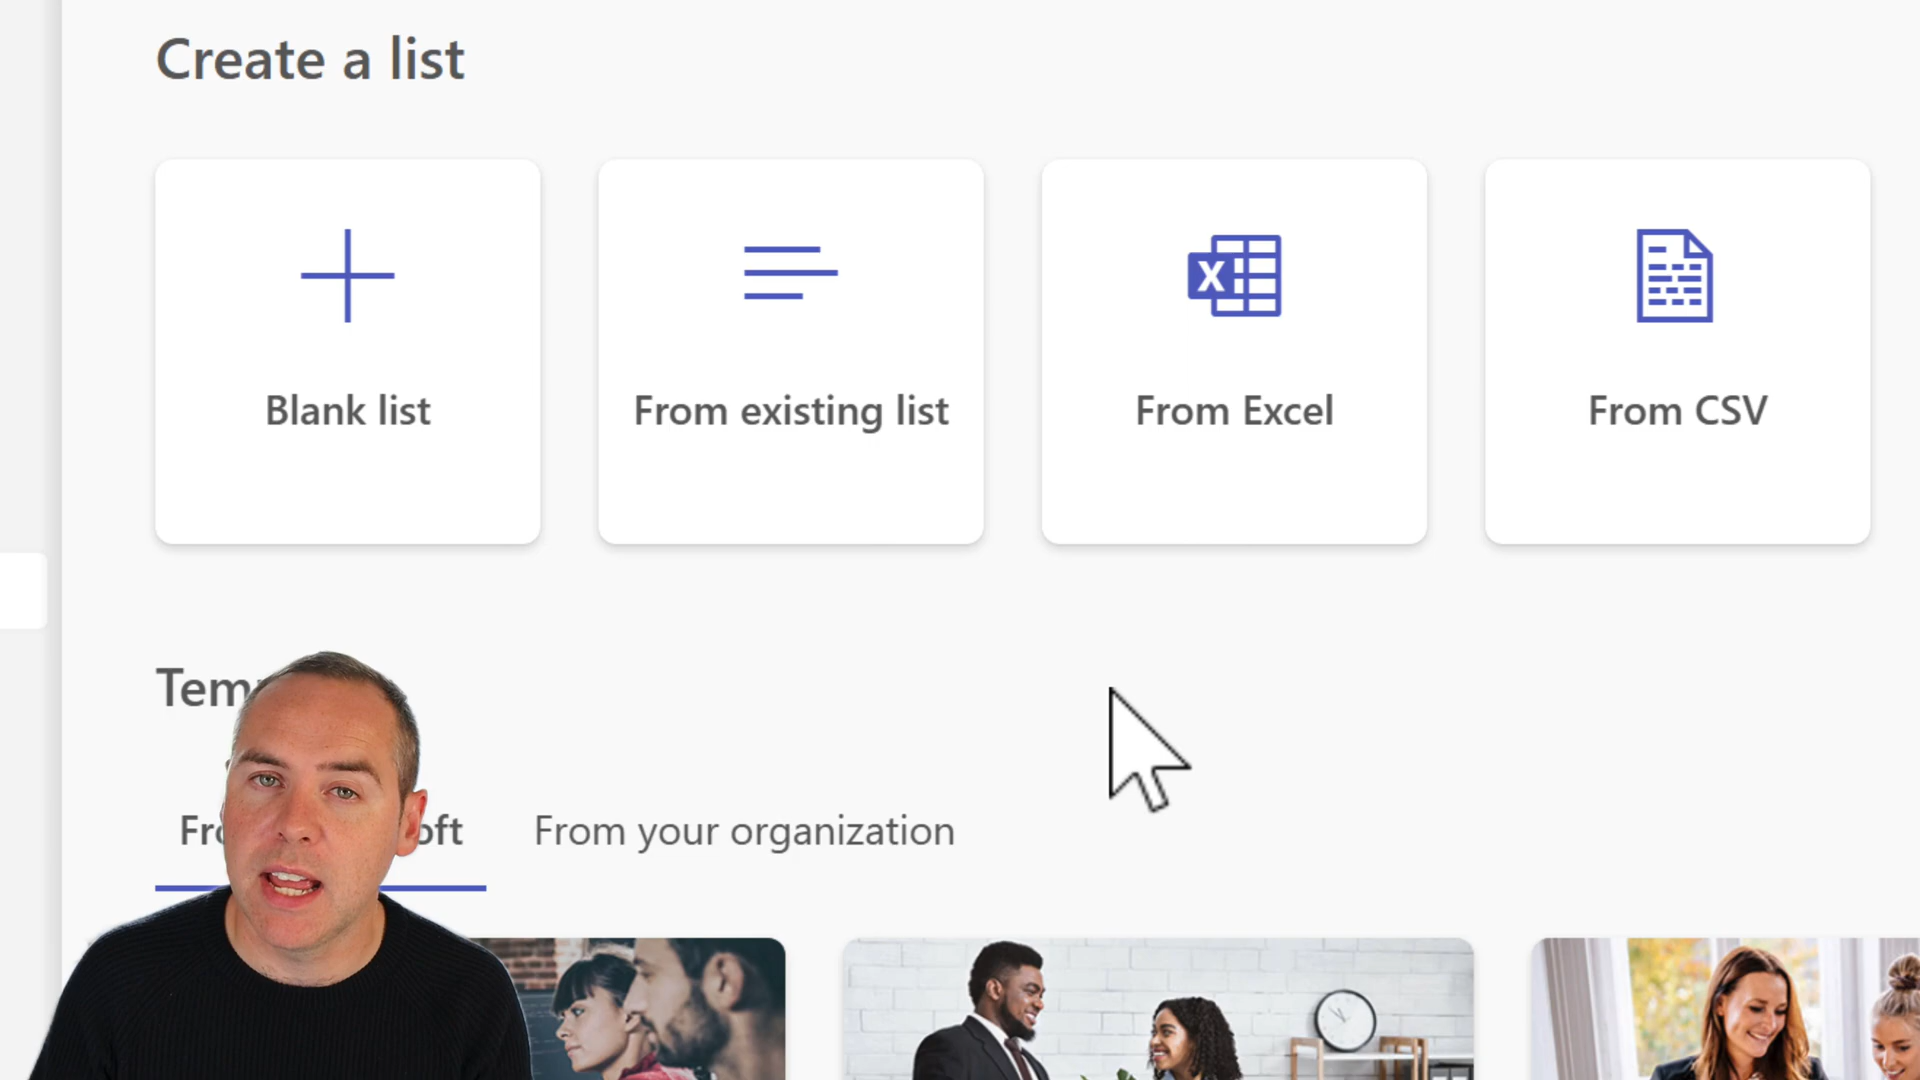 Create a list
Blank list
From existing list
X
From Excel
From CSV
From your organization